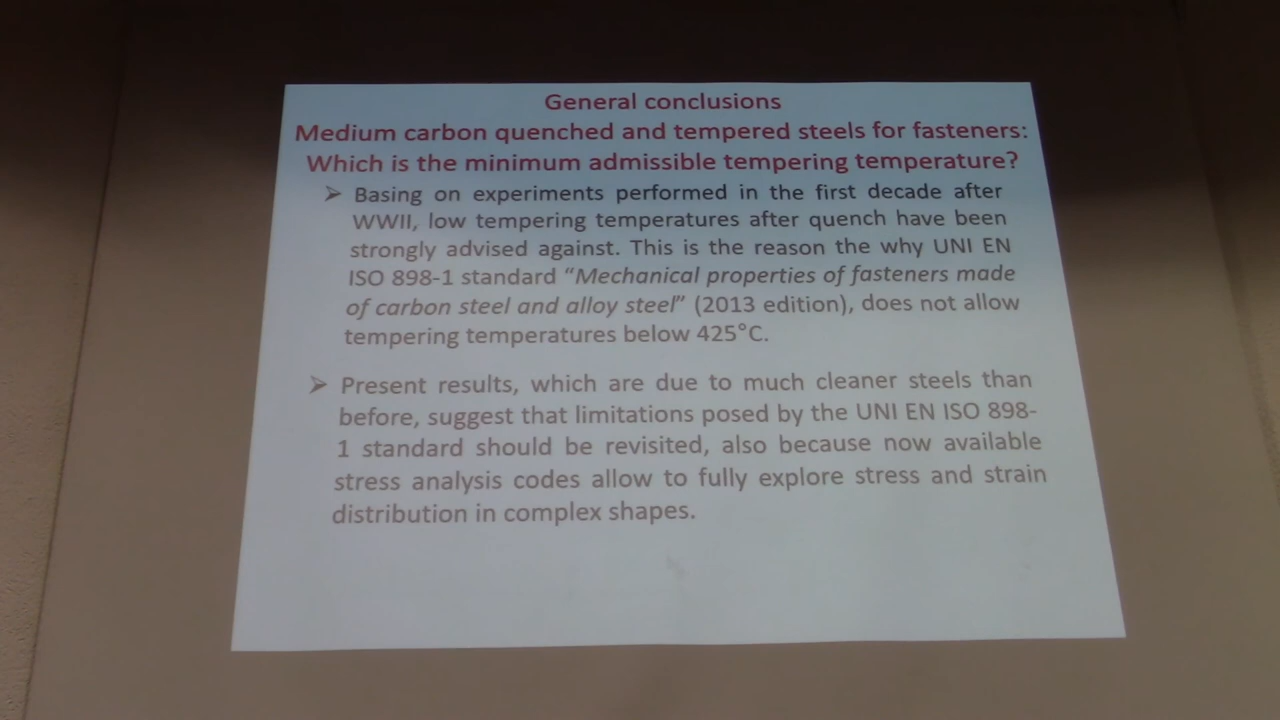 General conclusions
Medium carbon quenched and tempered steels for fasteners:
Which is the minimum admissible tempering temperature?
➢ Basing on experiments performed in the first decade after
WWII, low tempering temperatures after quench have been
strongly advised against. This is the reason the why UNI EN
ISO 898-1 standard “Mechanical properties of fasteners made
of carbon steel and alloy steel” (2013 edition), does not allow
tempering temperatures below 425°C.
➢ Present results, which are due to much cleaner steels than
before, suggest that limitations posed by the UNI EN ISO 898-
1 standard should be revisited, also because now available
stress analysis codes allow to fully explore stress and strain
distribution in complex shapes.